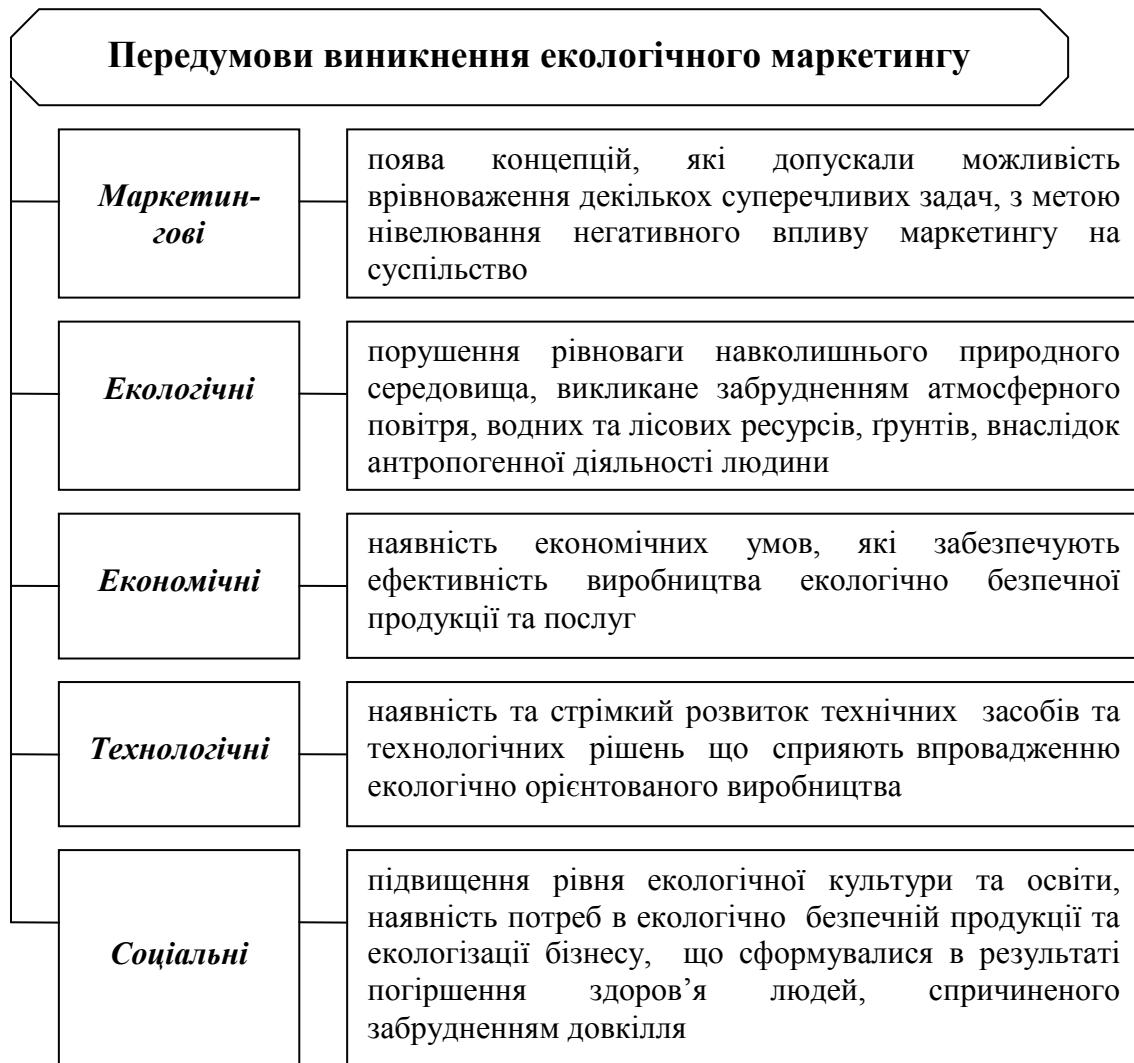 Передумови виникнення екологічного маркетингу
Маркетин-
гові
поява концепцій, які допускали можливість
врівноваження декількох суперечливих задач, з метою
нівелювання негативного впливу маркетингу на
суспільство
Екологічні
порушення рівноваги навколишнього природного
середовища, викликане забрудненням атмосферного
повітря, водних та лісових ресурсів, ґрунтів, внаслідок
антропогенної діяльності людини
Економічні
наявність економічних умов, які забезпечують
ефективність виробництва екологічно безпечної
продукції та послуг
Технологічні
наявність та стрімкий розвиток технічних засобів та
технологічних рішень що сприяють впровадженню
екологічно орієнтованого виробництва
Соціальні
підвищення рівня екологічної культури та освіти,
наявність потреб в екологічно безпечній продукції та
екологізації бізнесу, що сформувалися в результаті
погіршення здоров’я людей, спричиненого
забрудненням довкілля